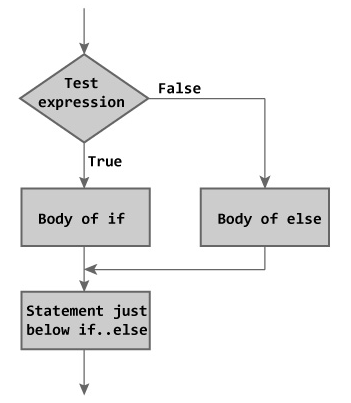 Test
expression
False
True
Body of if
Body of else
Statement just
below if..else